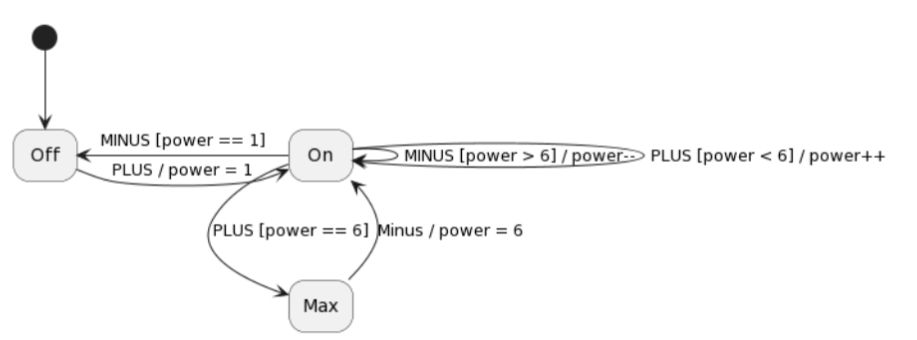 MINUS [power == 1]
Off
On
MINUS [power > 6] / power--
PLUS [power < 6] / power++
PLUS / power = 1
PLUS [power == 6]
Minus / power = 6
Max